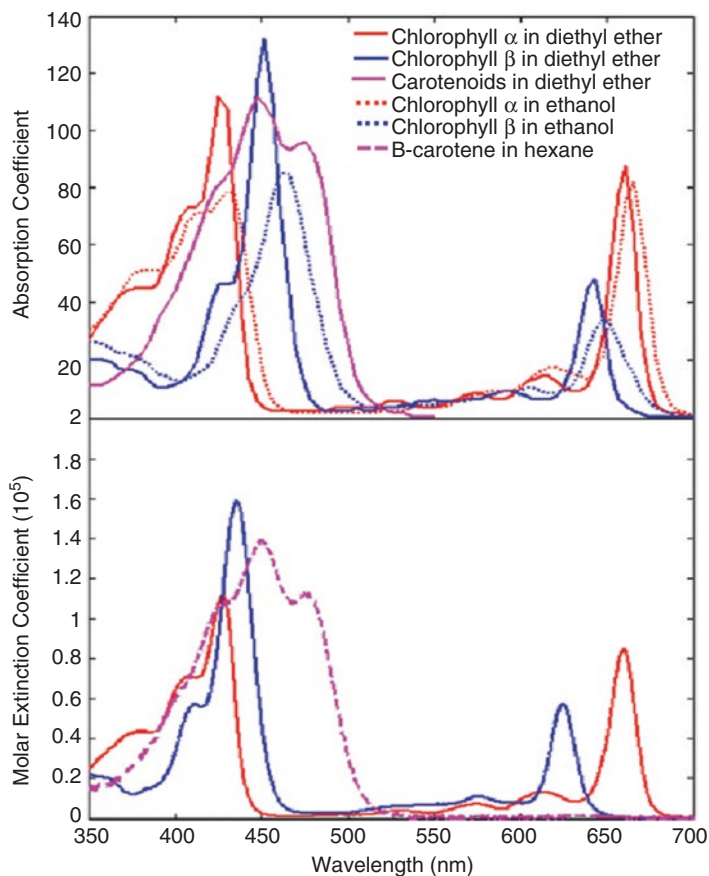 140
120
100
80
60
40
20
2
Absorption Coefficient
Chlorophyll α in diethyl ether
Chlorophyll β in diethyl ether
Carotenoids in diethyl ether
Chlorophyll α in ethanol
Chlorophyll β in ethanol
B-carotene in hexane
1.8
1.6
1.4
1.2
1
0.8
0.6
0.4
0.2
0
Molar Extinction Coefficient (10⁵)
350 400 450 500 550 600 650 700
Wavelength (nm)